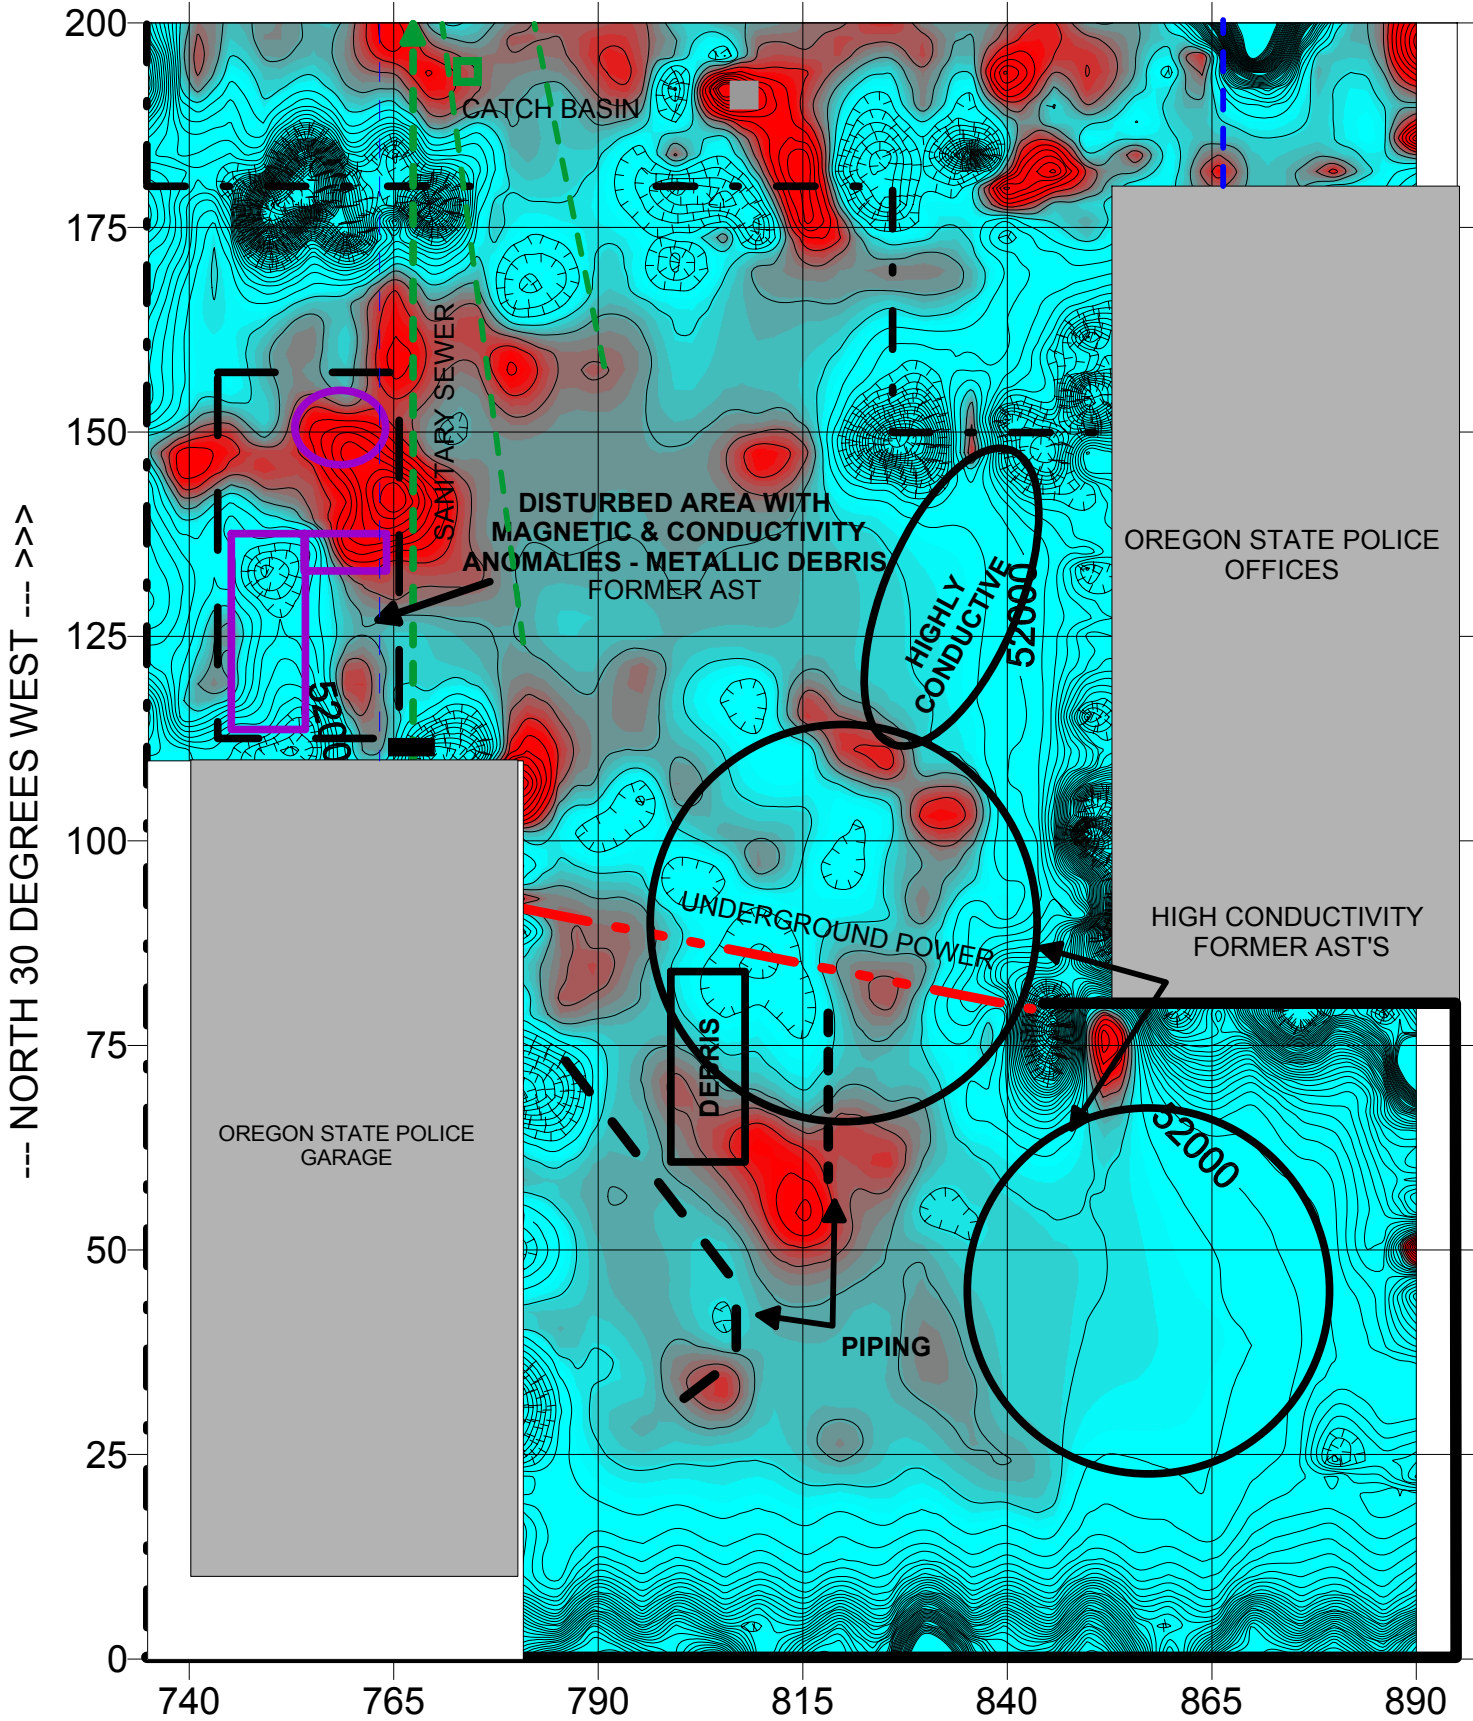 200
175
150
125
100
75
50
25
0
--- NORTH 30 DEGREES WEST --- >>>
CATCH BASIN
SANITARY SEWER
DISTURBED AREA WITH
MAGNETIC & CONDUCTIVITY
ANOMALIES - METALLIC DEBRIS
FORMER AST
HIGHLY
CONDUCTIVE
52000
OREGON STATE POLICE
OFFICES
5200
HIGH CONDUCTIVITY
FORMER AST'S
UNDERGROUND POWER
DEBRIS
OREGON STATE POLICE
GARAGE
52000
PIPING
740
765
790
815
840
865
890